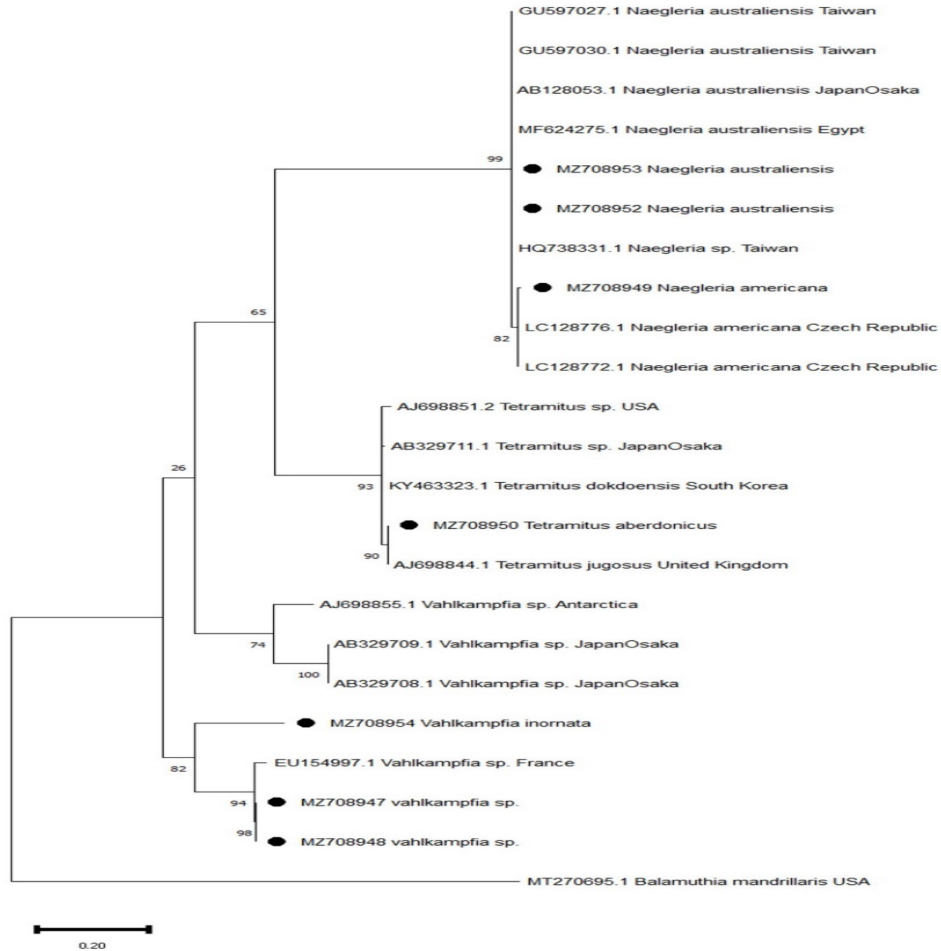 GU597027.1 Naegleria australiensis Taiwan
GU597030.1 Naegleria australiensis Taiwan
AB128053.1 Naegleria australiensis JapanOsaka
MF624275.1 Naegleria australiensis Egypt
99
MZ708953 Naegleria australiensis
MZ708952 Naegleria australiensis
HQ738331.1 Naegleria sp. Taiwan
MZ708949 Naegleria americana
65
LC128776.1 Naegleria americana Czech Republic
82
LC128772.1 Naegleria americana Czech Republic
AJ698851.2 Tetramitus sp. USA
AB329711.1 Tetramitus sp. JapanOsaka
26
93
KY463323.1 Tetramitus dokdoensis South Korea
MZ708950 Tetramitus aberdonicus
90
AJ698844.1 Tetramitus jugosus United Kingdom
AJ698855.1 Vahlkampfia sp. Antarctica
74
AB329709.1 Vahlkampfia sp. JapanOsaka
100
AB329708.1 Vahlkampfia sp. JapanOsaka
MZ708954 Vahlkampfia inornata
82
EU154997.1 Vahlkampfia sp. France
94
MZ708947 vahlkampfia sp.
98
MZ708948 vahlkampfia sp.
MT270695.1 Balamuthia mandrillaris USA
0.20